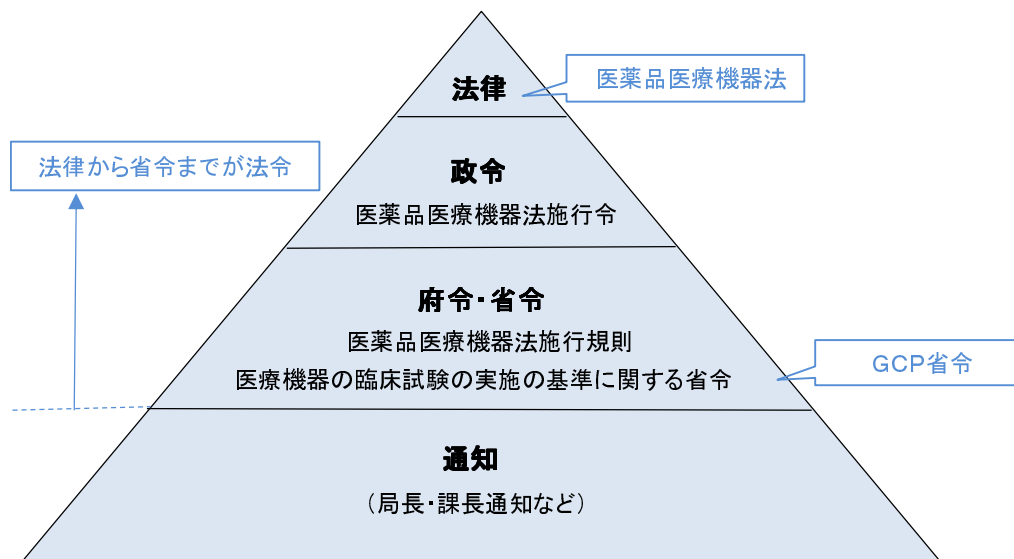 法律
医薬品医療機器法
法律から省令までが法令
政令
医薬品医療機器法施行令
府令・省令
医薬品医療機器法施行規則
医療機器の臨床試験の実施の基準に関する省令
GCP省令
通知
（局長・課長通知など）